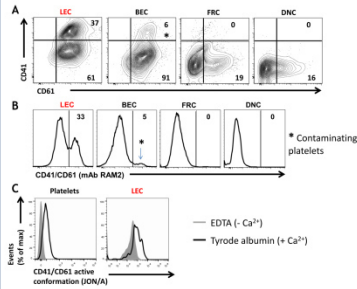 A
LEC
BEC
FRC
DNC
37
6
0
0
*
61
91
19
16
CD41
CD61
B
LEC
BEC
FRC
DNC
33
5
0
0
*
* Contaminating
platelets
CD41/CD61 (mAb RAM2)
C
Platelets
LEC
Events
(% of max)
EDTA (− Ca²⁺)
Tyrode albumin (+ Ca²⁺)
CD41/CD61 active
conformation (JON/A)